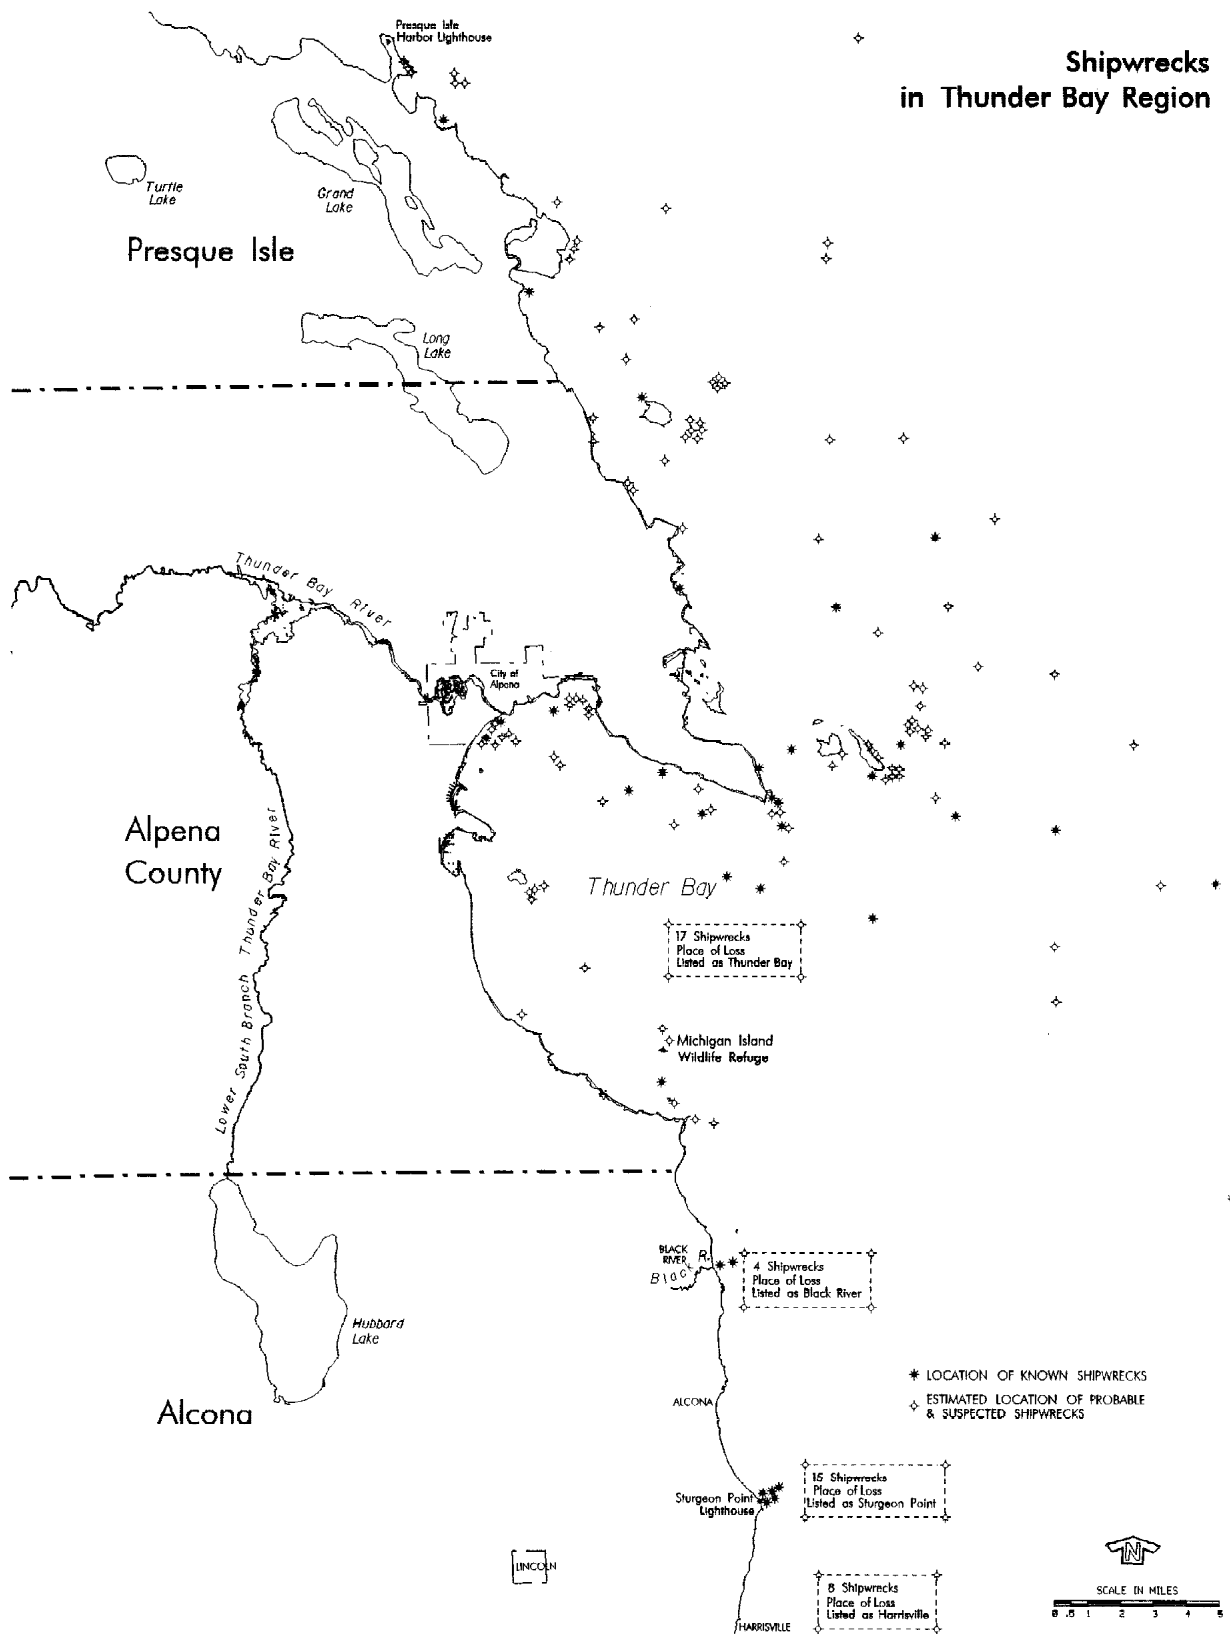 Presque Isle
Harbor Lighthouse
Shipwrecks
in Thunder Bay Region
Turtle
Lake
Grand
Lake
Presque Isle
Long
Lake
Thunder Bay River
City of
Alpena
Alpena
County
Lower South Branch Thunder Bay River
Thunder Bay
17 Shipwrecks
Place of Loss
Listed as Thunder Bay
Michigan Island
Wildlife Refuge
BLACK
RIVER
Black R.
4 Shipwrecks
Place of Loss
Listed as Black River
Hubbard
Lake
LOCATION OF KNOWN SHIPWRECKS
ESTIMATED LOCATION OF PROBABLE
& SUSPECTED SHIPWRECKS
ALCONA
Alcona
15 Shipwrecks
Place of Loss
Listed as Sturgeon Point
Sturgeon Point
Lighthouse
LINCOLN
N
8 Shipwrecks
Place of Loss
Listed as Harrisville
HARRISVILLE
SCALE IN MILES
0 .5 1 2 3 4 5